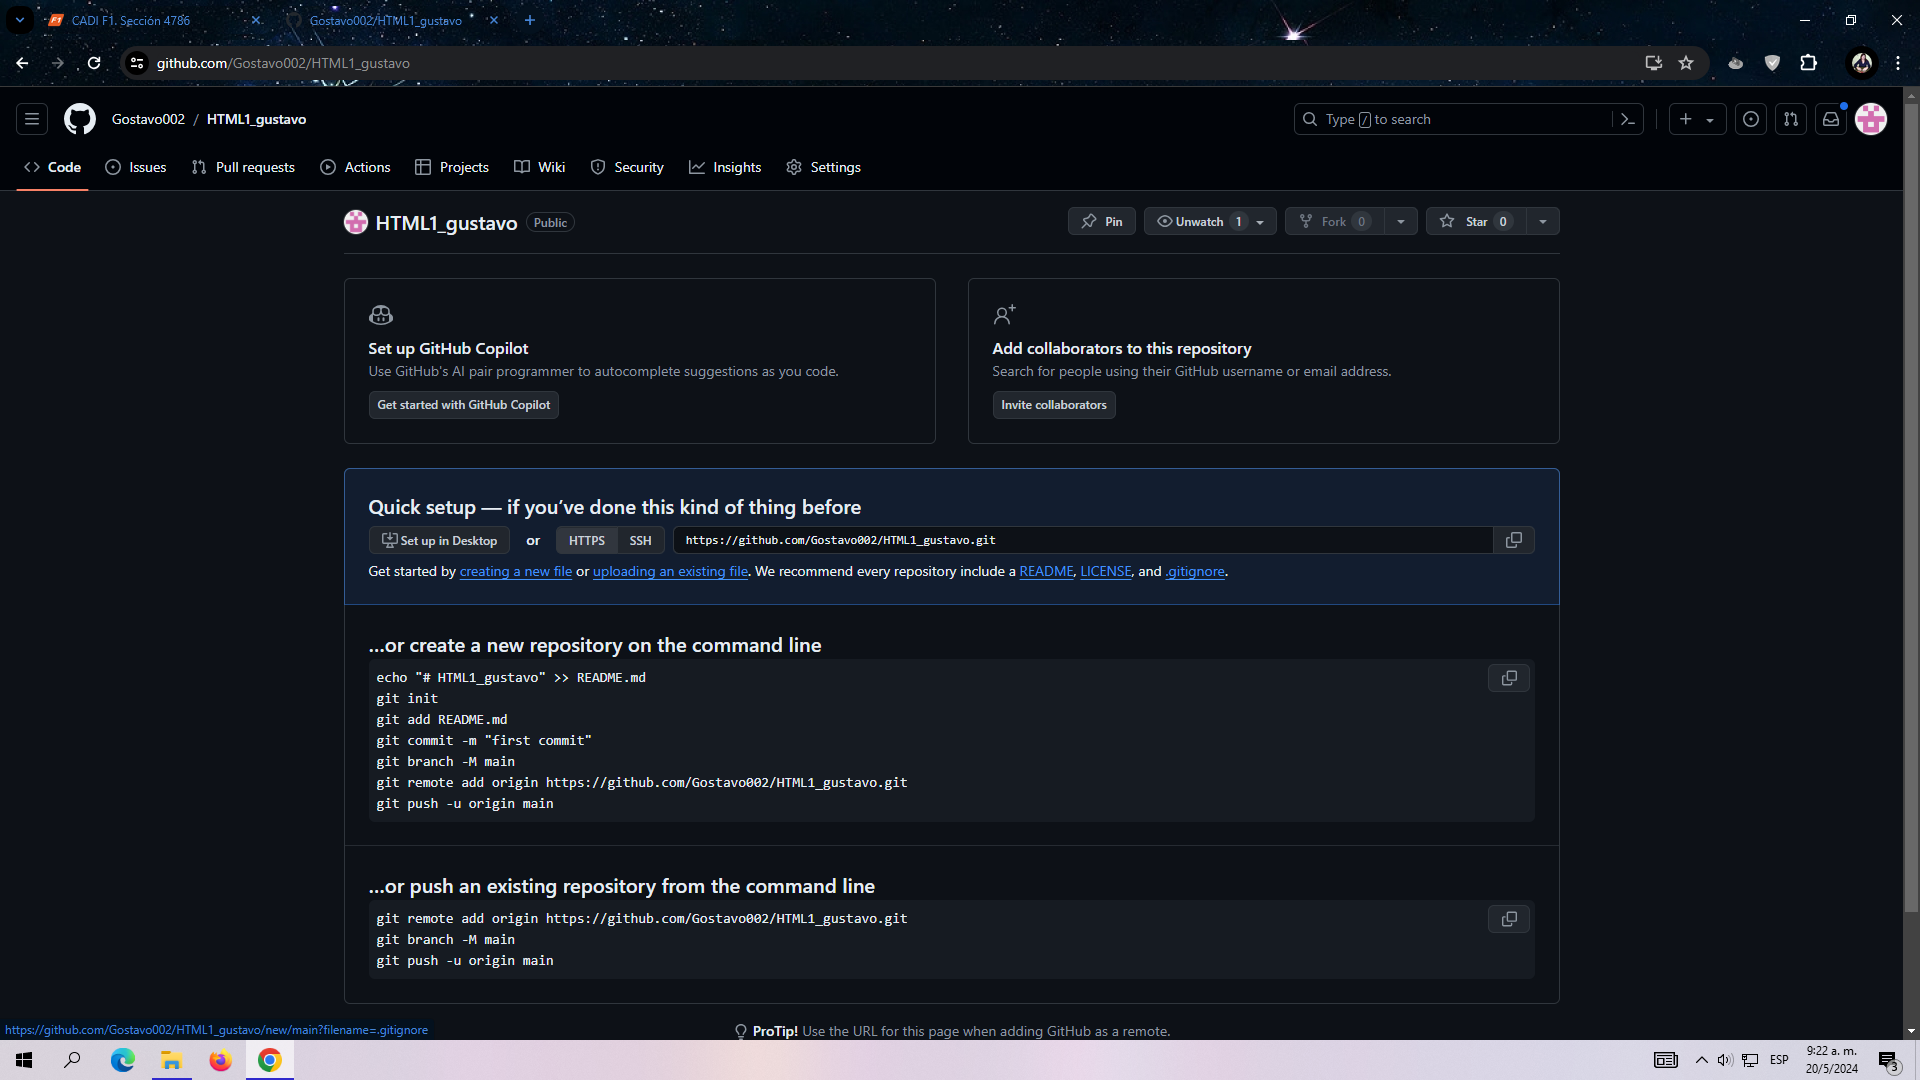 CADI F1. Sección 4786
Gostavo002/HTML1_gustavo
github.com/Gostavo002/HTML1_gustavo
Gostavo002 / HTML1_gustavo
Type / to search
Code
Issues
Pull requests
Actions
Projects
Wiki
Security
Insights
Settings
HTML1_gustavo
Public
Pin
Unwatch 1
Fork 0
Star 0
Set up GitHub Copilot
Use GitHub's AI pair programmer to autocomplete suggestions as you code.
Get started with GitHub Copilot
Add collaborators to this repository
Search for people using their GitHub username or email address.
Invite collaborators
Quick setup — if you’ve done this kind of thing before
Set up in Desktop or HTTPS SSH https://github.com/Gostavo002/HTML1_gustavo.git
Get started by creating a new file or uploading an existing file. We recommend every repository include a README, LICENSE, and .gitignore.
…or create a new repository on the command line
echo "# HTML1_gustavo" >> README.md
git init
git add README.md
git commit -m "first commit"
git branch -M main
git remote add origin https://github.com/Gostavo002/HTML1_gustavo.git
git push -u origin main
…or push an existing repository from the command line
git remote add origin https://github.com/Gostavo002/HTML1_gustavo.git
git branch -M main
git push -u origin main
https://github.com/Gostavo002/HTML1_gustavo/new/main?filename=.gitignore
ProTip! Use the URL for this page when adding GitHub as a remote.
ESP
9:22 a. m.
20/5/2024
3